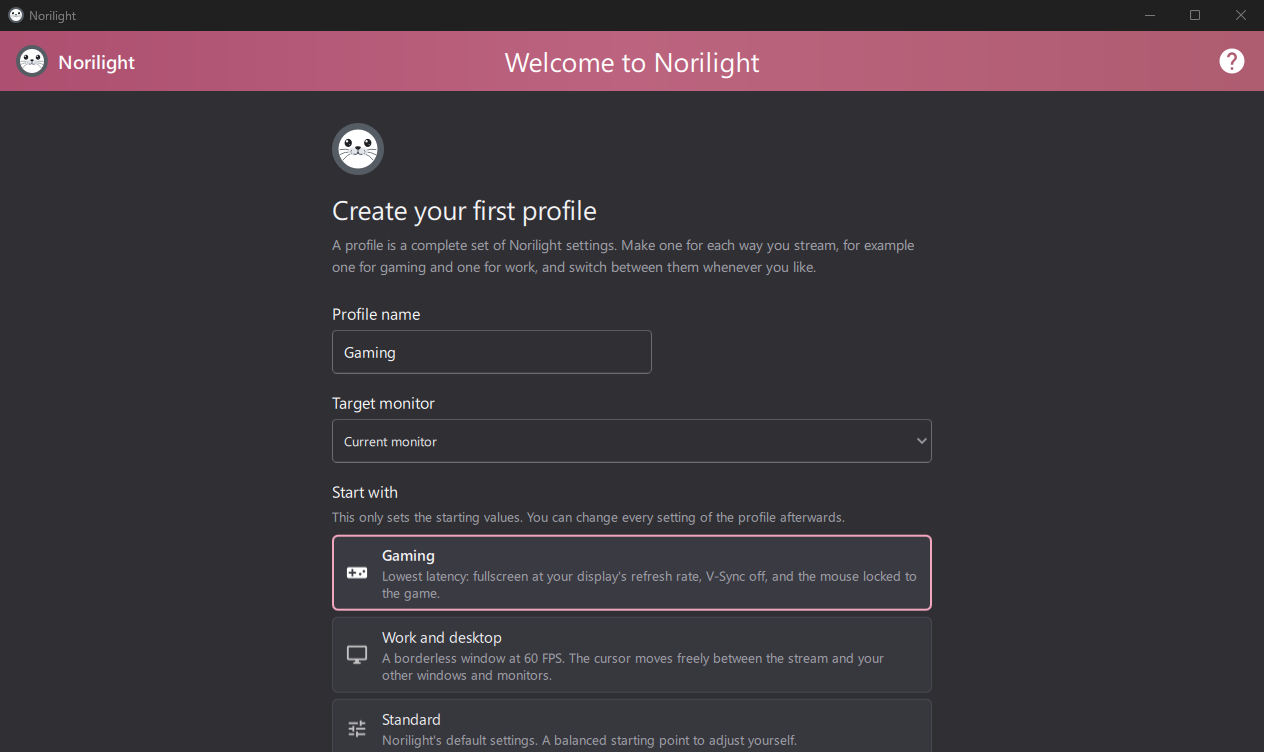 Norilight
Norilight
Welcome to Norilight
?
Create your first profile
A profile is a complete set of Norilight settings. Make one for each way you stream, for example
one for gaming and one for work, and switch between them whenever you like.
Profile name
Gaming
Target monitor
Current monitor
Start with
This only sets the starting values. You can change every setting of the profile afterwards.
Gaming
Lowest latency: fullscreen at your display's refresh rate, V-Sync off, and the mouse locked to
the game.
Work and desktop
A borderless window at 60 FPS. The cursor moves freely between the stream and your
other windows and monitors.
Standard
Norilight's default settings. A balanced starting point to adjust yourself.